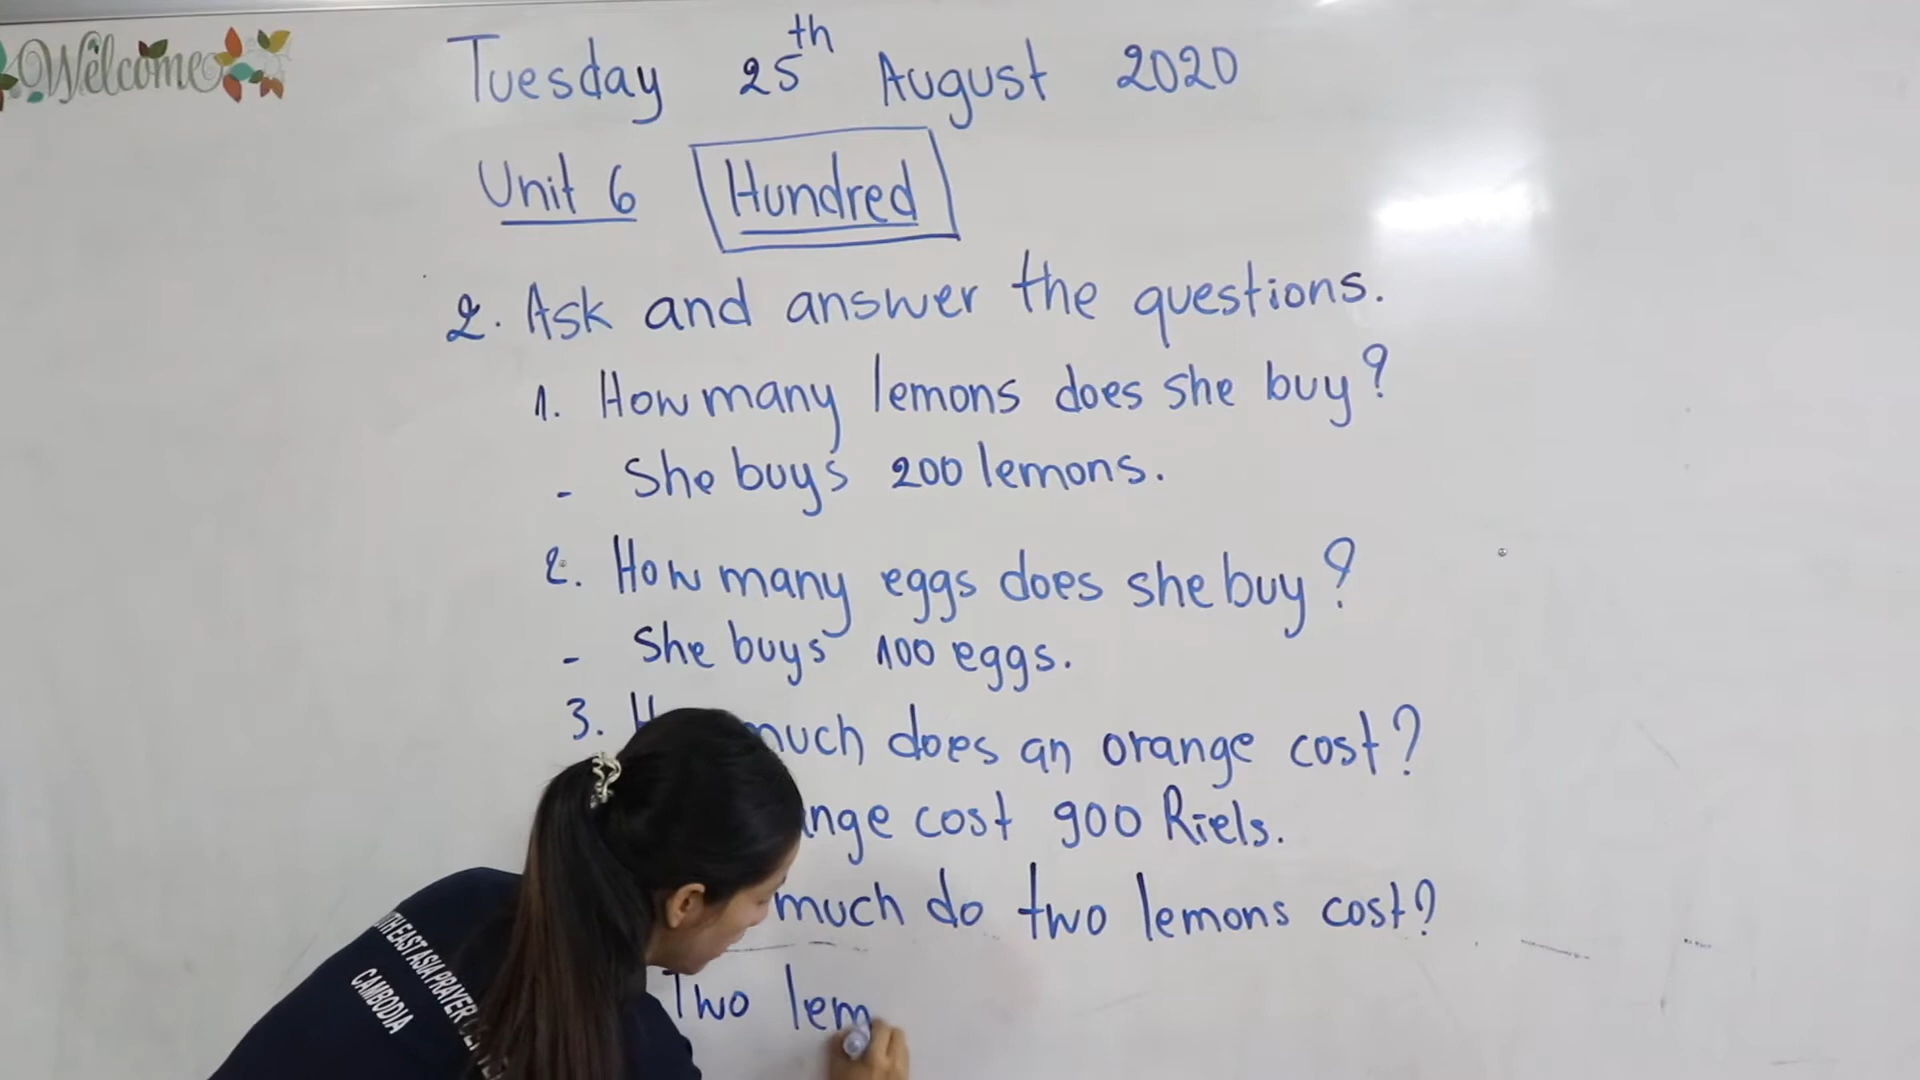 Welcome
Tuesday 25th August 2020
Unit 6 Hundred
2. Ask and answer the questions.
1. How many lemons does she buy?
- She buys 200 lemons.
2. How many eggs does she buy?
- She buys 100 eggs.
3. much does an orange cost?
cost 900 Riels.
much do two lemons cost?
Two lem
EAST ASIA PRAYER
CAMBODIA